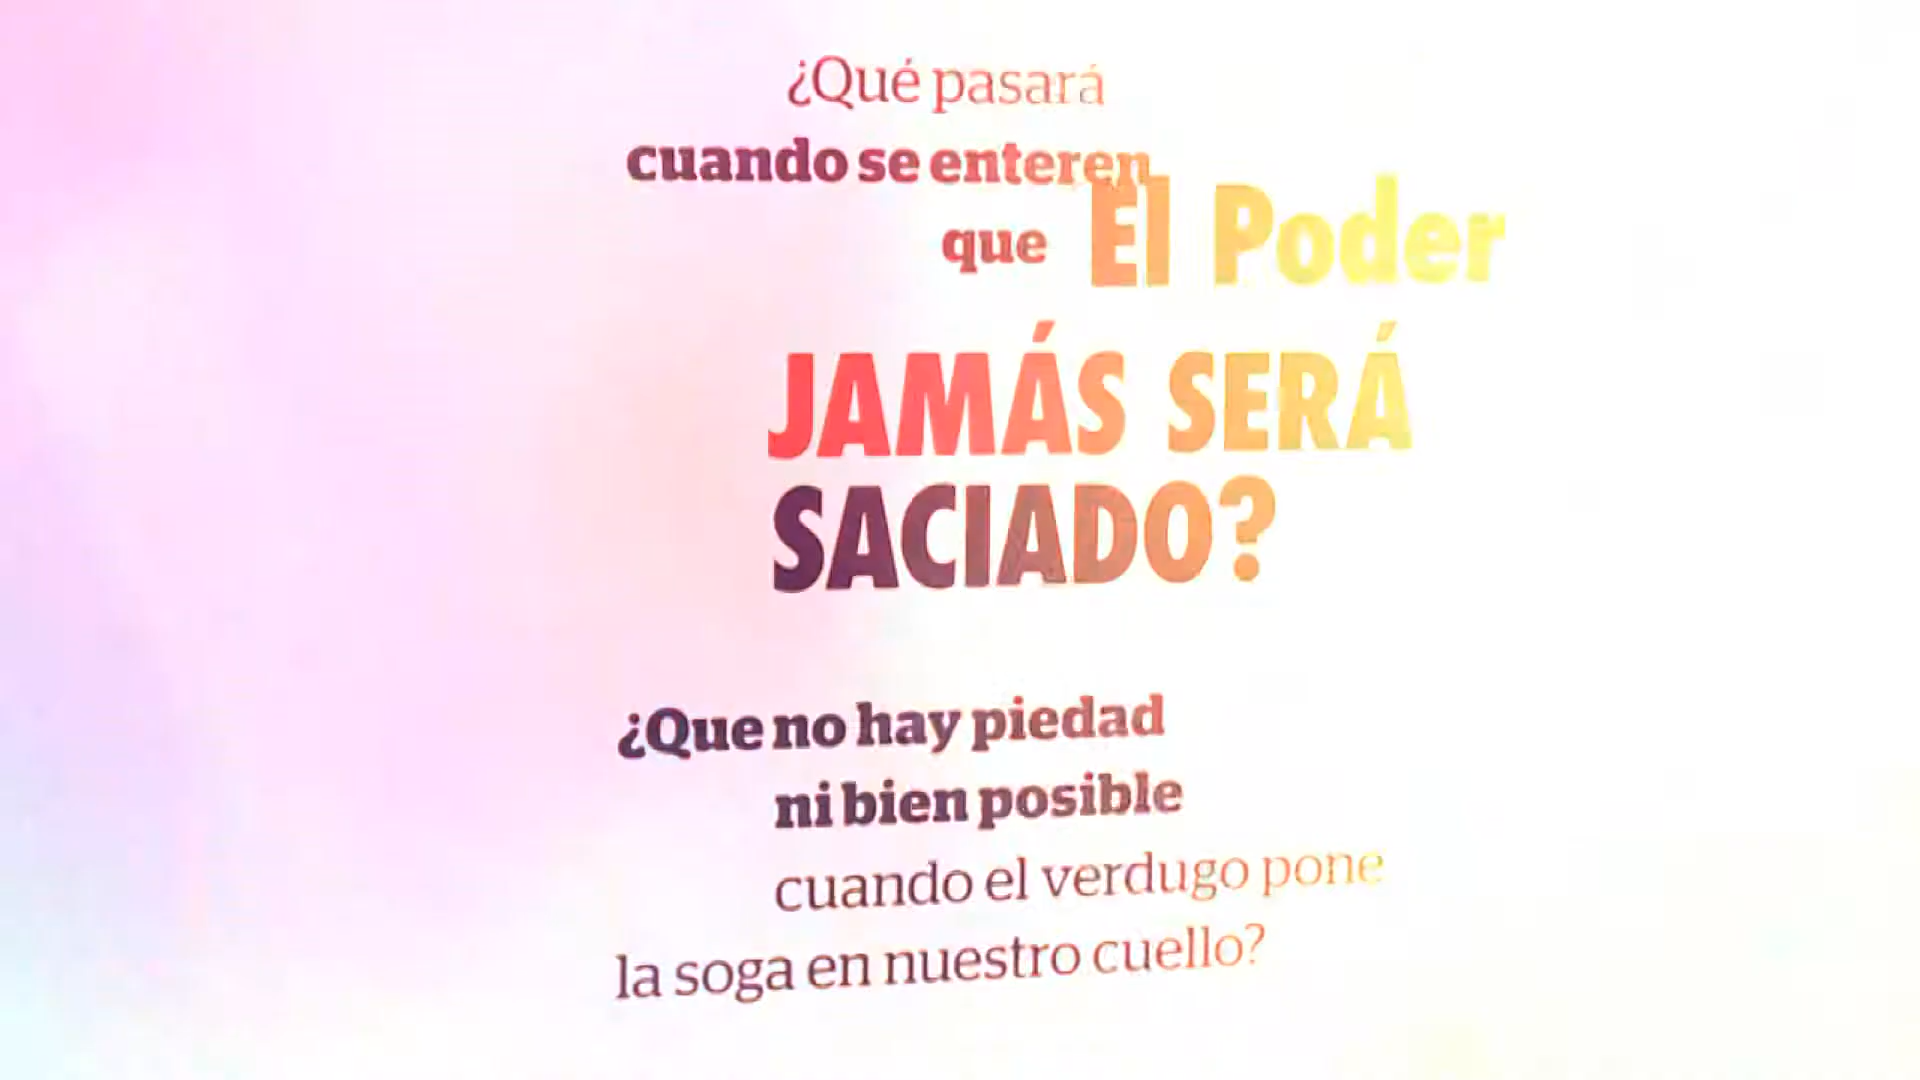 ¿Qué pasará
cuando se enteren
que El Poder
JAMÁS SERÁ
SACIADO?
¿Que no hay piedad
ni bien posible
cuando el verdugo pone
la soga en nuestro cuello?